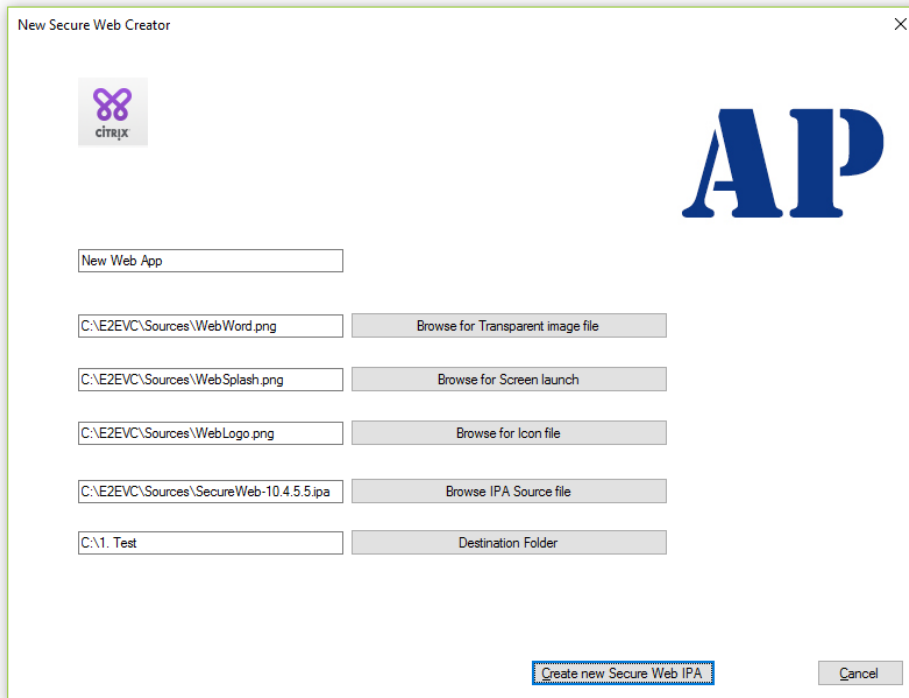 New Secure Web Creator
CİTRIX
AP
New Web App
C:\E2EVC\Sources\WebWord.png
Browse for Transparent image file
C:\E2EVC\Sources\WebSplash.png
Browse for Screen launch
C:\E2EVC\Sources\WebLogo.png
Browse for Icon file
C:\E2EVC\Sources\SecureWeb-10.4.5.5.ipa
Browse IPA Source file
C:\1. Test
Destination Folder
Create new Secure Web IPA
Cancel